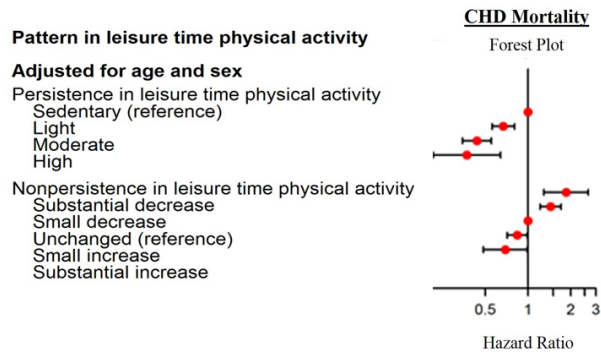 CHD Mortality
Pattern in leisure time physical activity
Forest Plot
Adjusted for age and sex
Persistence in leisure time physical activity
Sedentary (reference)
Light
Moderate
High
Nonpersistence in leisure time physical activity
Substantial decrease
Small decrease
Unchanged (reference)
Small increase
Substantial increase
0.5 1 2 3
Hazard Ratio